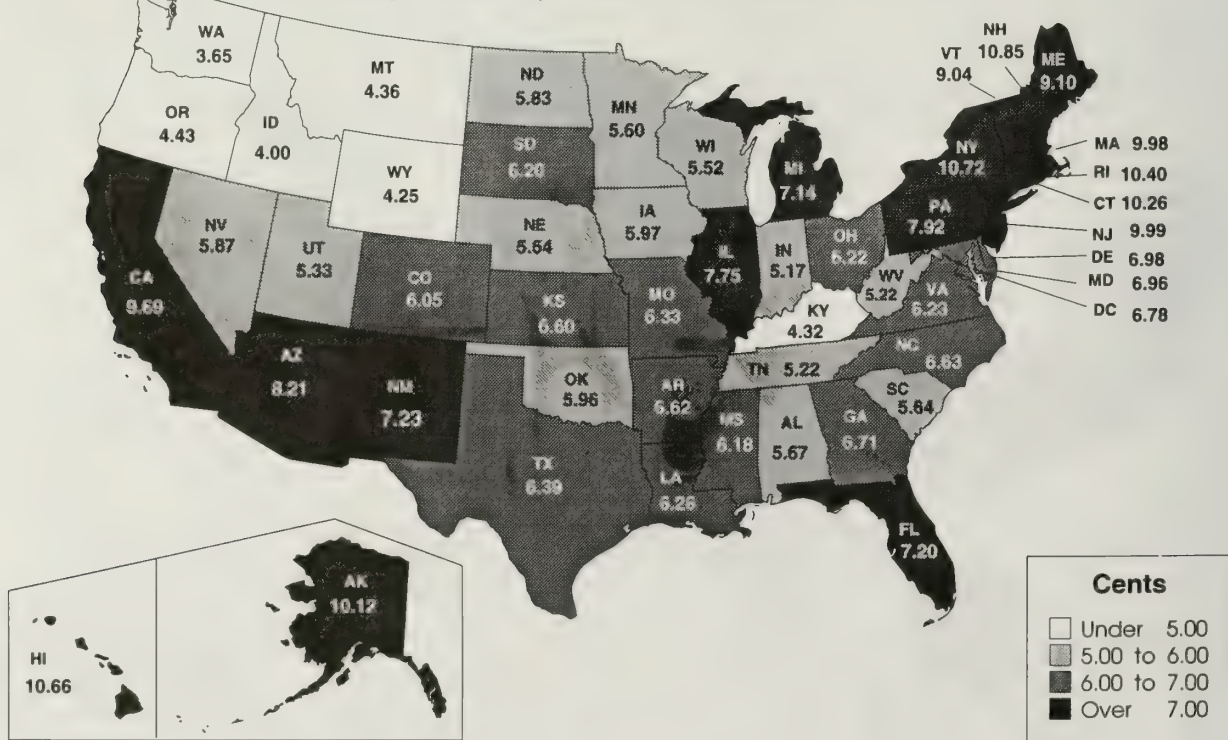 WA
3.65
MT
4.36
ND
5.83
OR
4.43
ID
4.00
WY
4.25
SD
6.20
MN
5.60
WI
5.52
MI
7.14
NH
10.85
VT
9.04
ME
9.10
NY
10.72
MA 9.98
RI 10.40
CT 10.26
NJ 9.99
DE 6.98
MD 6.96
DC 6.78
PA
7.92
NV
5.87
UT
5.33
NE
5.64
IA
5.97
IL
7.75
IN
5.17
OH
6.22
WV
5.22
VA
6.23
CA
9.69
CO
6.05
KS
6.60
MO
6.33
KY
4.32
NC
6.63
TN 5.22
AZ
8.21
NM
7.23
OK
5.96
AR
6.62
SC
5.64
MS
6.18
AL
5.67
GA
6.71
TX
6.39
LA
6.26
FL
7.20
AK
10.12
HI
10.66
Cents
Under 5.00
5.00 to 6.00
6.00 to 7.00
Over 7.00